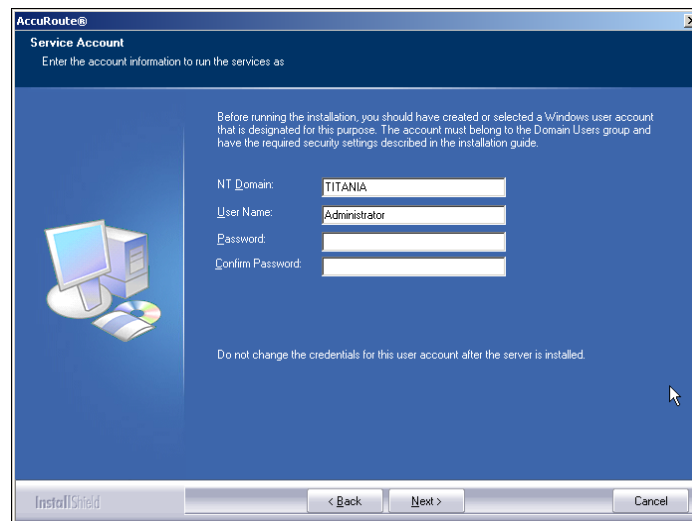 AccuRoute®
Service Account
Enter the account information to run the services as
Before running the installation, you should have created or selected a Windows user account
that is designated for this purpose. The account must belong to the Domain Users group and
have the required security settings described in the installation guide.
NT Domain:
TITANIA
User Name:
Administrator
Password:
Confirm Password:
Do not change the credentials for this user account after the server is installed.
InstallShield
< Back
Next >
Cancel